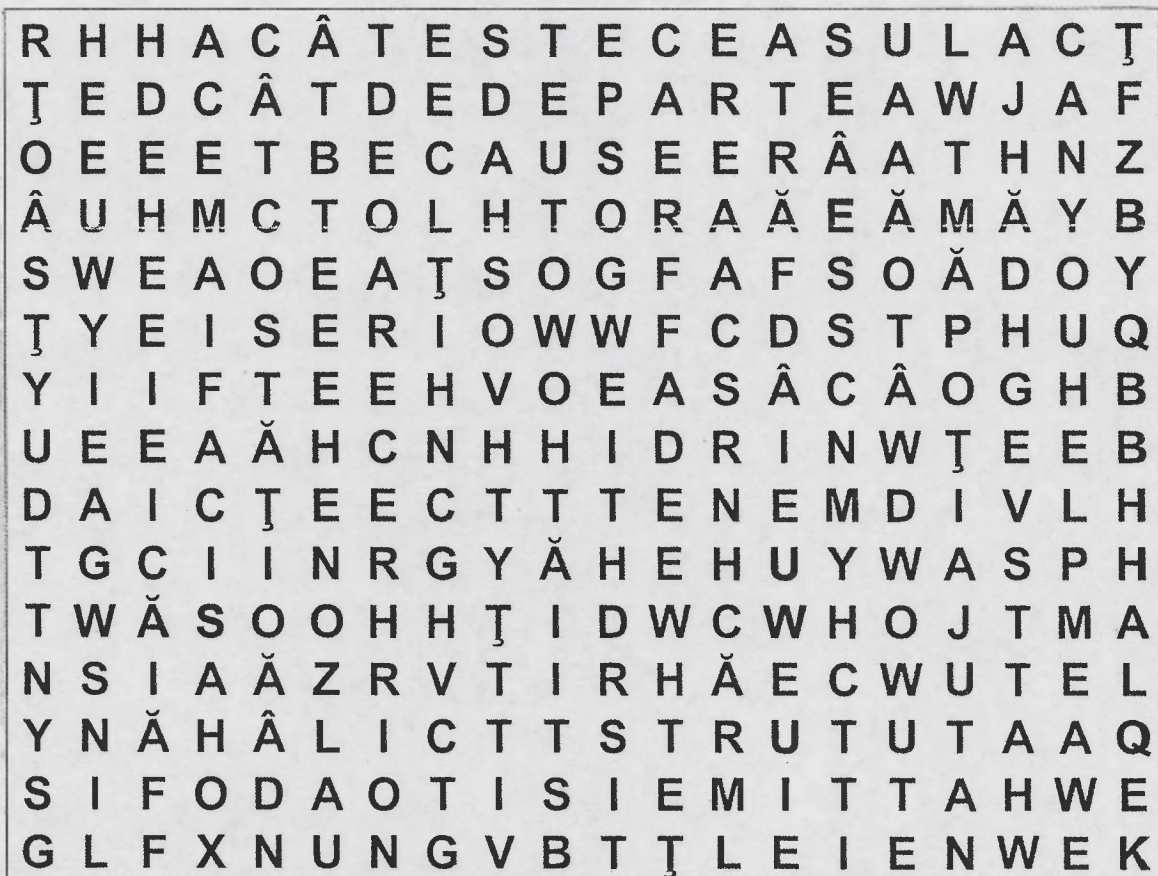 R H H A C Â T E S T E C E A S U L A C Ţ
Ţ E D C Â T D E D E P A R T E A W J A F
O E E E T B E C A U S E E R Â A T H N Z
Â U H M C T O L H T O R A Ă E Ă M Ă Y B
S W E A O E A Ţ S O G F A F S O Ă D O Y
Ţ Y E I S E R I O W W F C D S T P H U Q
Y I I F T E E H V O E A S Â C Â O G H B
U E E A Ă H C N H H I D R I N W Ţ E E B
D A I C Ţ E E C T T T E N E M D I V L H
T G C I I N R G Y Ă H E H U Y W A S P H
T W Ă S O O H H Ţ I D W C W H O J T M A
N S I A Ă Z R V T I R H Ă E C W U T E L
Y N Ă H Â L I C T T S T R U T U T A A Q
S I F O D A O T I S I E M I T T A H W E
G L F X N U N G V B T Ţ L E I E N W E K